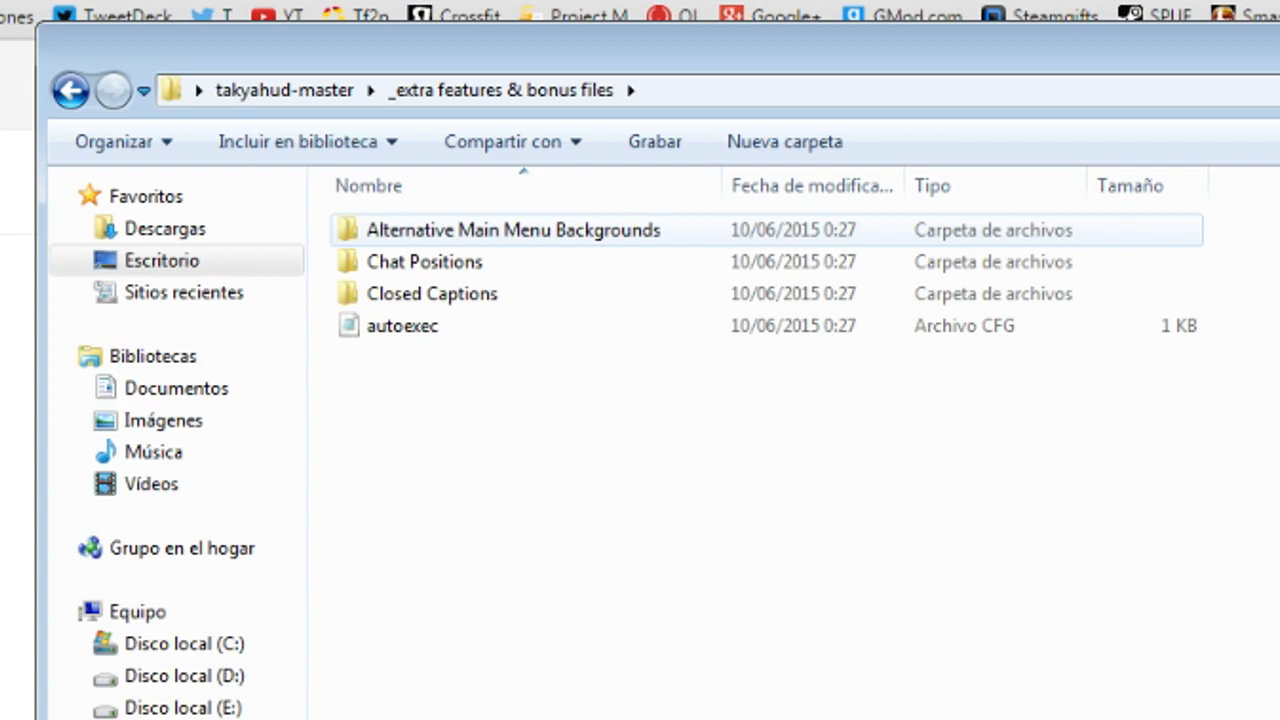 ones TweetDeck T YT Tf2p Crossfit Project M Google+ GMod.com Steamgifts SPUF
takyahud-master _extra features & bonus files
Organizar Incluir en biblioteca Compartir con Grabar Nueva carpeta
Nombre Fecha de modifica... Tipo Tamaño
Favoritos
Descargas
Escritorio
Sitios recientes
Bibliotecas
Documentos
Imágenes
Música
Vídeos
Grupo en el hogar
Equipo
Disco local (C:)
Disco local (D:)
Disco local (E:)
Alternative Main Menu Backgrounds 10/06/2015 0:27 Carpeta de archivos
Chat Positions 10/06/2015 0:27 Carpeta de archivos
Closed Captions 10/06/2015 0:27 Carpeta de archivos
autoexec 10/06/2015 0:27 Archivo CFG 1 KB